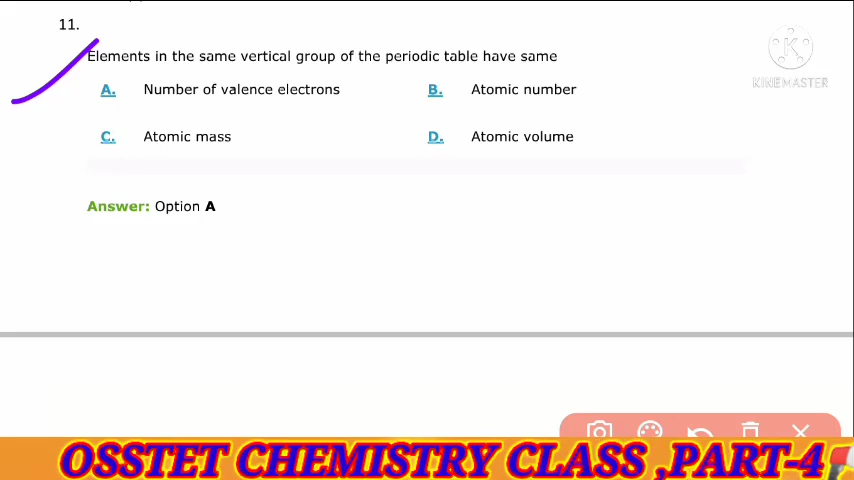 11.
Elements in the same vertical group of the periodic table have same
A. Number of valence electrons B. Atomic number
C. Atomic mass D. Atomic volume
K
KINEMASTER
Answer: Option A
OSSTET CHEMISTRY CLASS ,PART-4